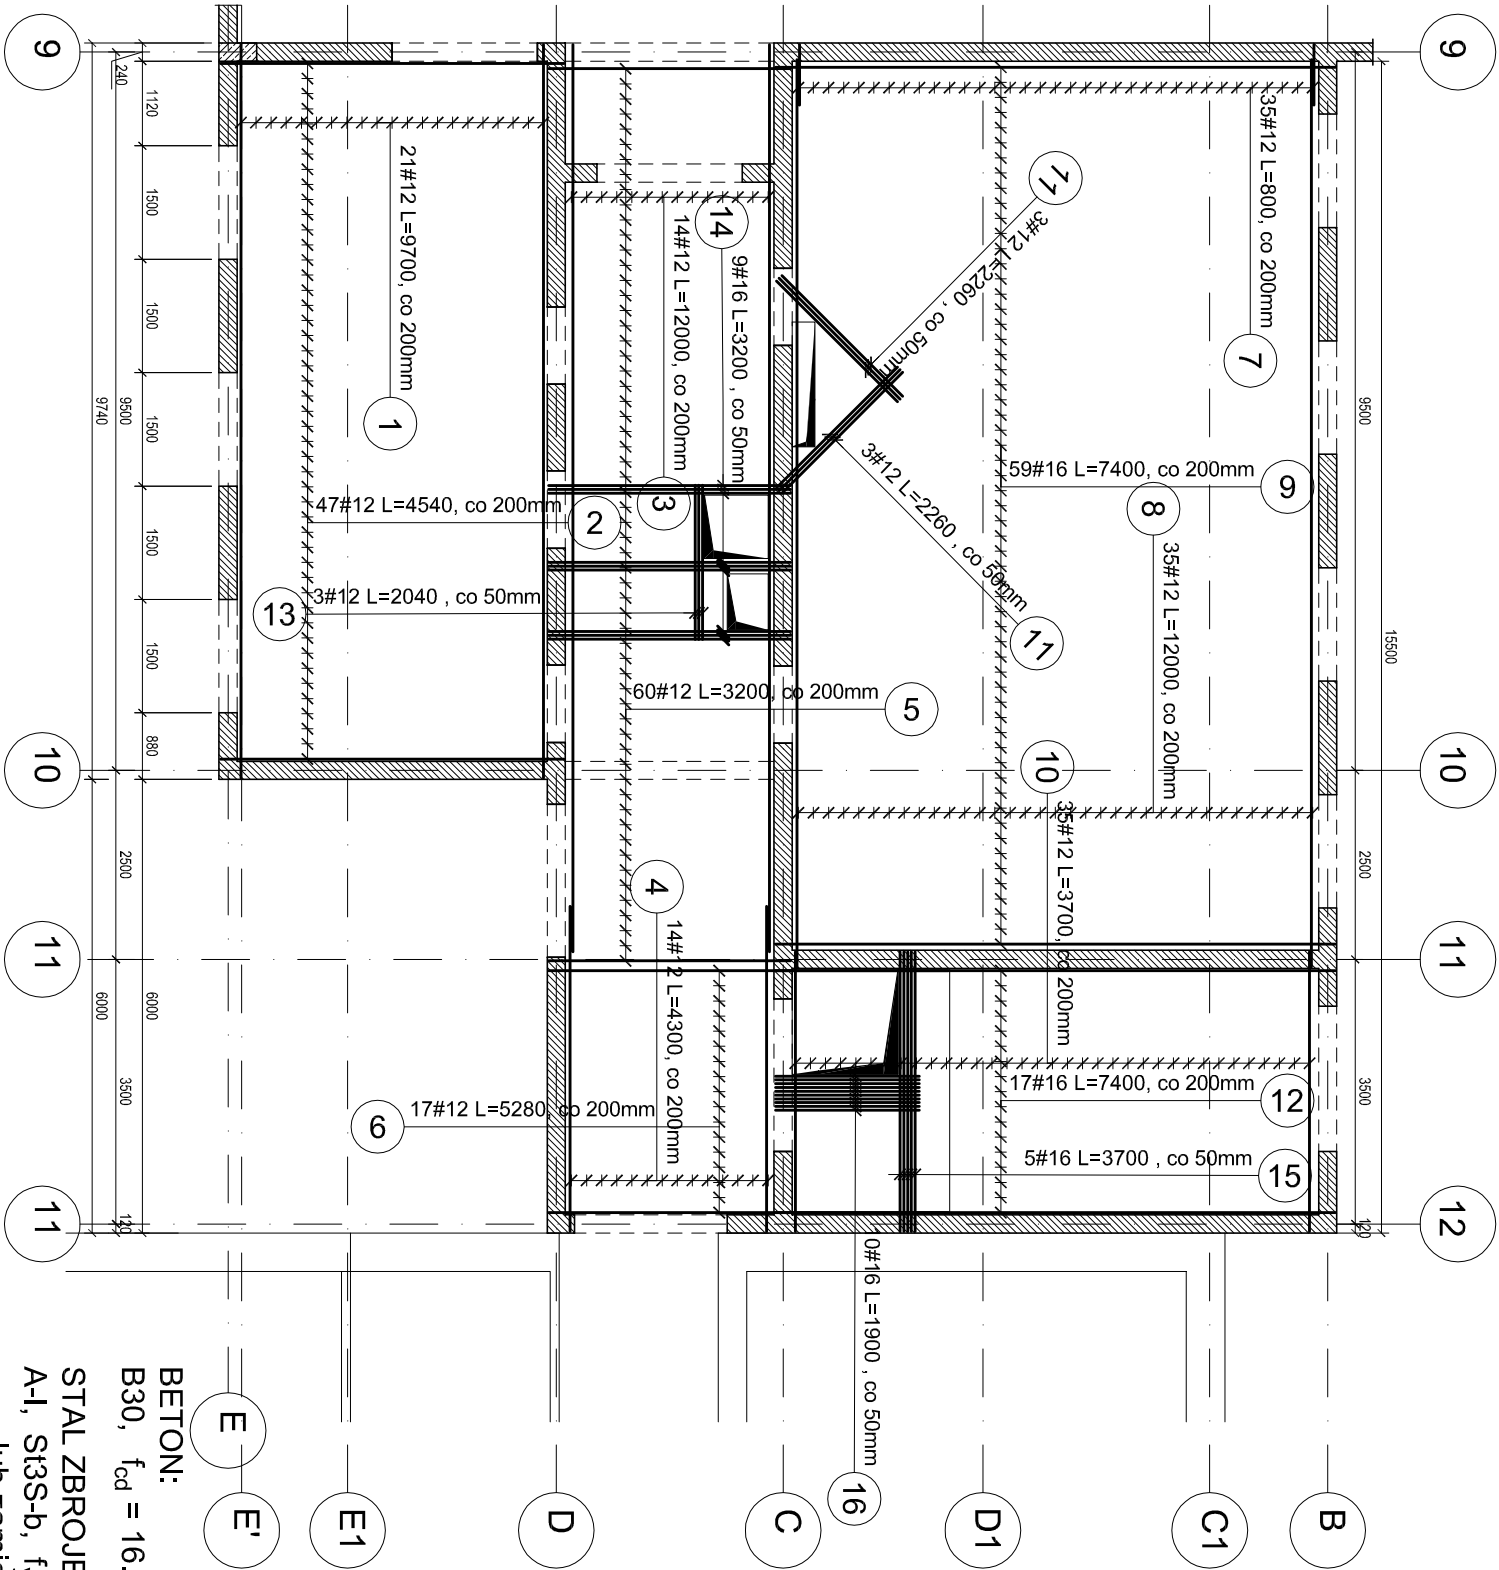 9
9
10
10
11
11
11
12
240
1120
1500
1500
1500
1500
1500
880
9500
9740
2500
6000
6000
3500
120
9500
15500
2500
3500
120
21#12 L=9700, co 200mm
1
47#12 L=4540, co 200mm
2
14#12 L=12000, co 200mm
3
14
9#16 L=3200 , co 50mm
13
3#12 L=2040 , co 50mm
60#12 L=3200, co 200mm
5
4
14#12 L=4300, co 200mm
6
17#12 L=5280, co 200mm
11
3#12 L=2260 , co 50mm
3#12 L=2260 , co 50mm
11
35#12 L=800, co 200mm
7
59#16 L=7400, co 200mm
9
8
35#12 L=12000, co 200mm
10
35#12 L=3700, co 200mm
17#16 L=7400, co 200mm
12
5#16 L=3700 , co 50mm
15
0#16 L=1900 , co 50mm
16
E
E'
E1
D
C
D1
C1
B
BETON:
B30, fcd = 16.
STAL ZBROJE
A-I, St3S-b, f